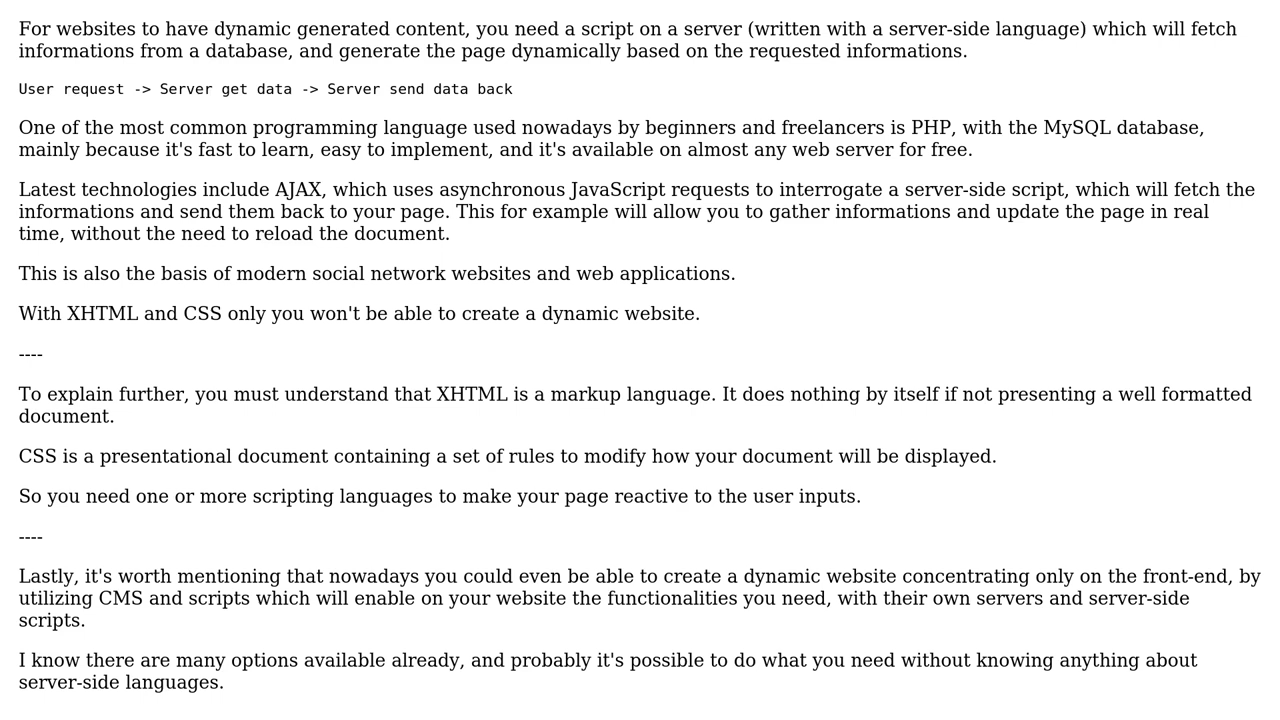 For websites to have dynamic generated content, you need a script on a server (written with a server-side language) which will fetch
informations from a database, and generate the page dynamically based on the requested informations.
User request -> Server get data -> Server send data back
One of the most common programming language used nowadays by beginners and freelancers is PHP, with the MySQL database,
mainly because it's fast to learn, easy to implement, and it's available on almost any web server for free.
Latest technologies include AJAX, which uses asynchronous JavaScript requests to interrogate a server-side script, which will fetch the
informations and send them back to your page. This for example will allow you to gather informations and update the page in real
time, without the need to reload the document.
This is also the basis of modern social network websites and web applications.
With XHTML and CSS only you won't be able to create a dynamic website.
----
To explain further, you must understand that XHTML is a markup language. It does nothing by itself if not presenting a well formatted
document.
CSS is a presentational document containing a set of rules to modify how your document will be displayed.
So you need one or more scripting languages to make your page reactive to the user inputs.
----
Lastly, it's worth mentioning that nowadays you could even be able to create a dynamic website concentrating only on the front-end, by
utilizing CMS and scripts which will enable on your website the functionalities you need, with their own servers and server-side
scripts.
I know there are many options available already, and probably it's possible to do what you need without knowing anything about
server-side languages.